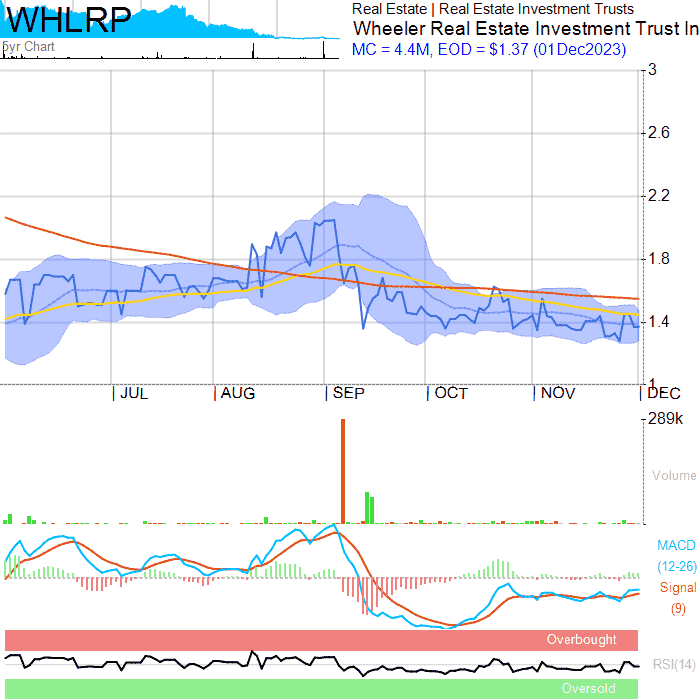 WHLRP
5yr Chart
Real Estate | Real Estate Investment Trusts
Wheeler Real Estate Investment Trust In
MC = 4.4M, EOD = $1.37 (01Dec2023)
3
2.6
2.2
1.8
1.4
1
JUL AUG SEP OCT NOV DEC
289k
Volume
MACD
(12-26)
Signal
(9)
Overbought
RSI(14)
Oversold